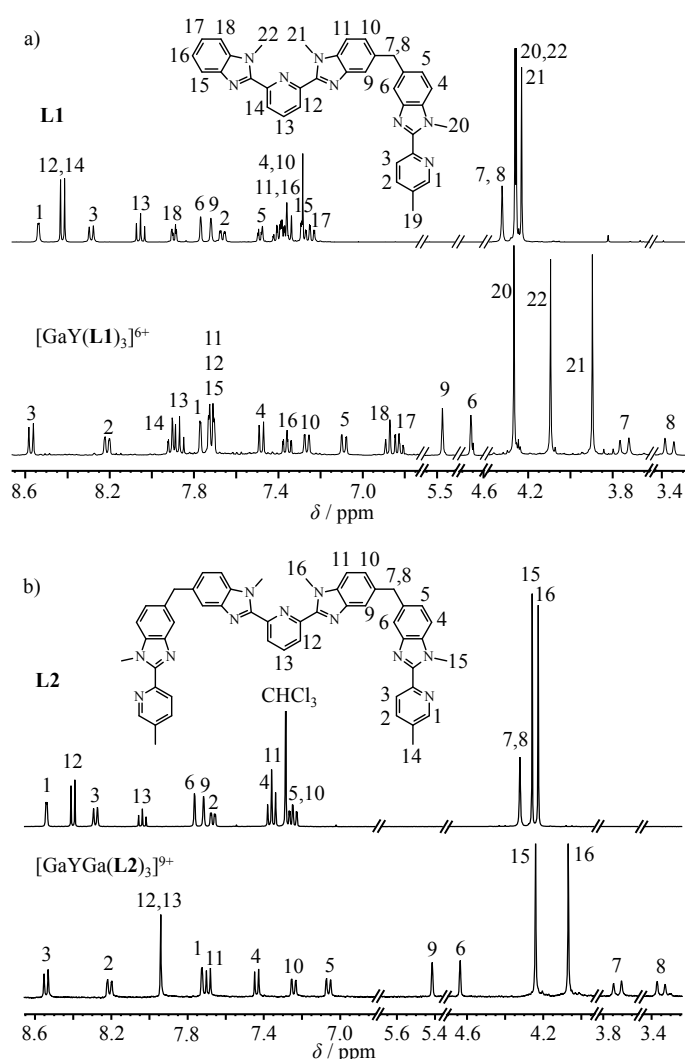 a)
17 18 22 21 11 10 7,8
16 15 14 13 12 9 6 5 4
N N N N N N N
20
3 2 1 N
19
L1
1 12,14 3 13 18 6 9 2 5 4,10 11,16 15 17 7, 8 20,22 21
[GaY(L1)3]6+
3 2 14 13 1 11 12 15 4 16 10 5 18 17 9 6 20 22 21 7 8
8.6 8.2 7.8 7.4 7.0 5.5 4.6 4.2 3.8 3.4
δ / ppm
b)
16 11 10 7,8
N N N N N N N
12 13 9 6 5 4
15
3 2 1 N N
14
L2
CHCl3
1 12 3 13 6 9 2 4 11 5,10 7,8 15 16
[GaYGa(L2)3]9+
3 2 12,13 1 11 4 10 5 9 6 15 16 7 8
8.6 8.2 7.8 7.4 7.0 5.6 5.4 4.6 4.2 3.8 3.4
δ / ppm